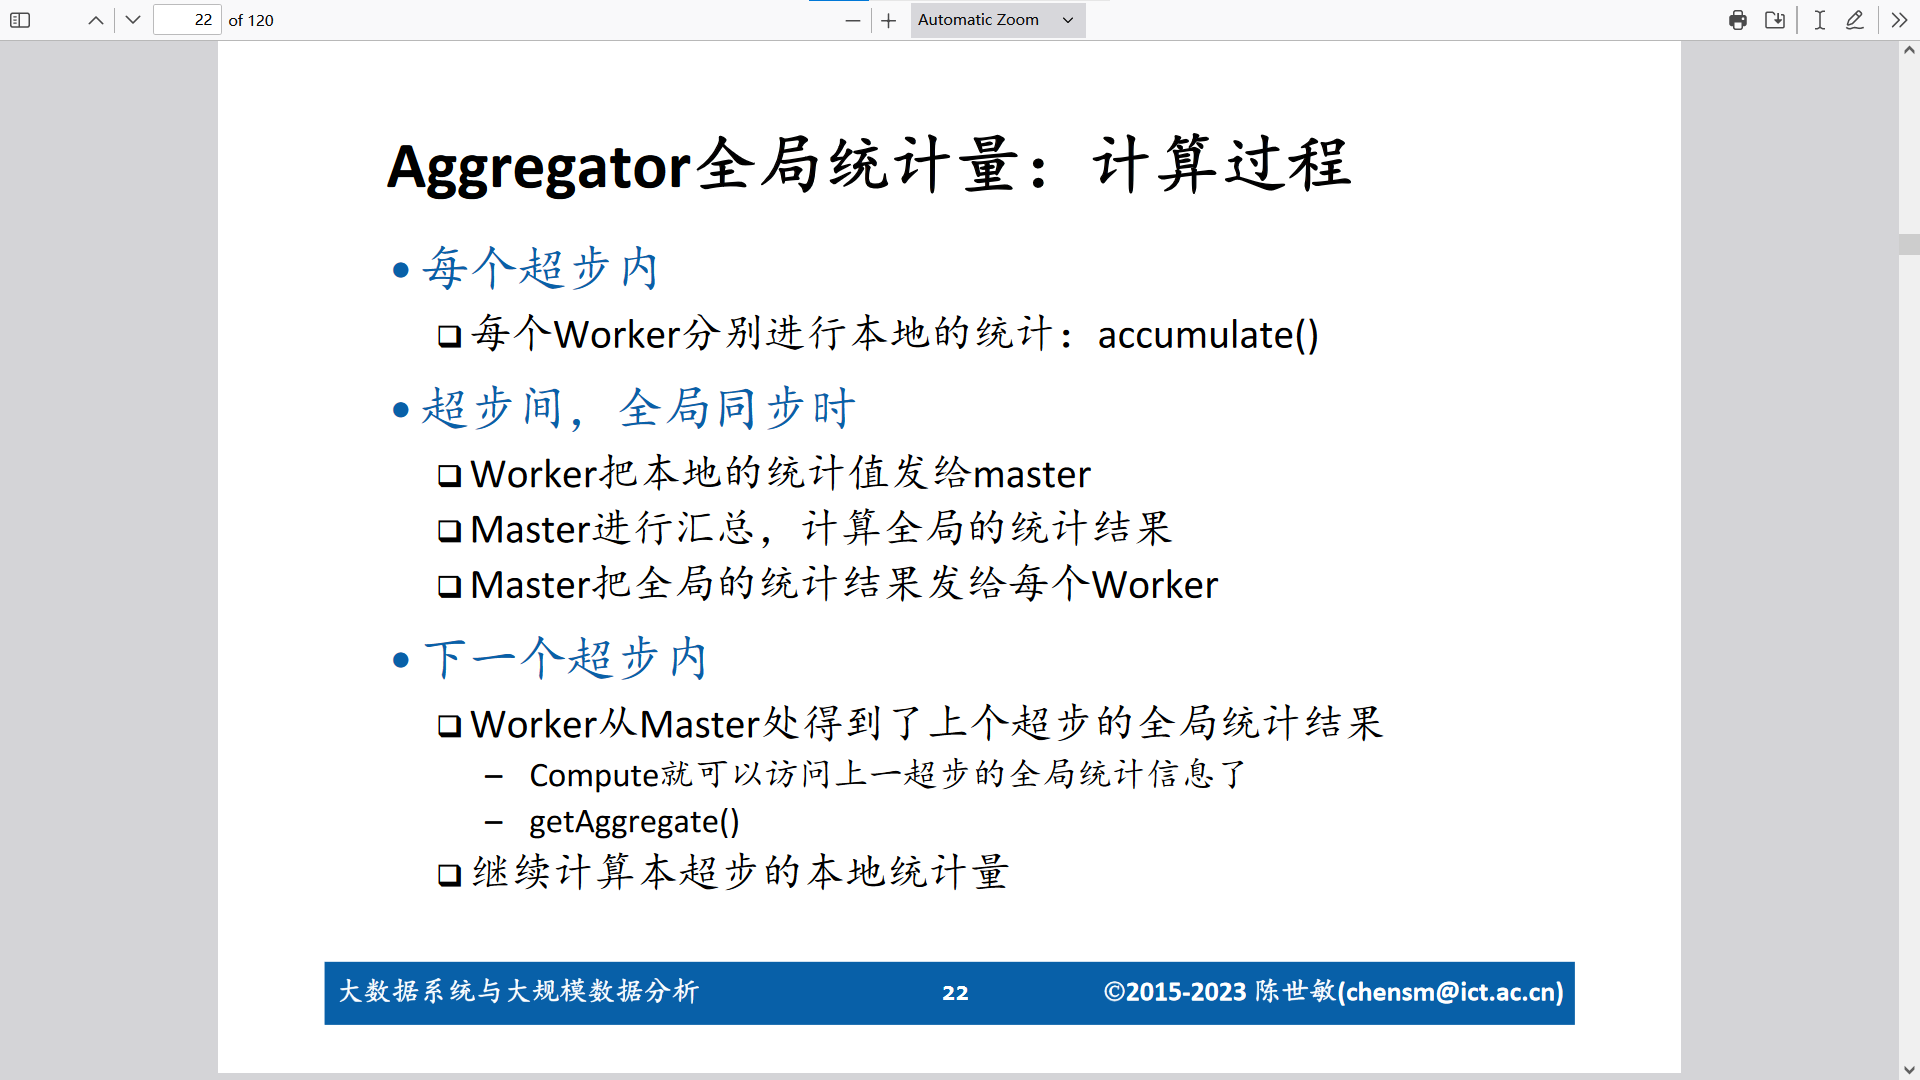 22 of 120
Automatic Zoom
Aggregator全局统计量：计算过程
• 每个超步内
❑ 每个Worker分别进行本地的统计：accumulate()
• 超步间，全局同步时
❑ Worker把本地的统计值发给master
❑ Master进行汇总，计算全局的统计结果
❑ Master把全局的统计结果发给每个Worker
• 下一个超步内
❑ Worker从Master处得到了上个超步的全局统计结果
– Compute就可以访问上一超步的全局统计信息了
– getAggregate()
❑ 继续计算本超步的本地统计量
大数据系统与大规模数据分析 22 ©2015-2023 陈世敏(chensm@ict.ac.cn)